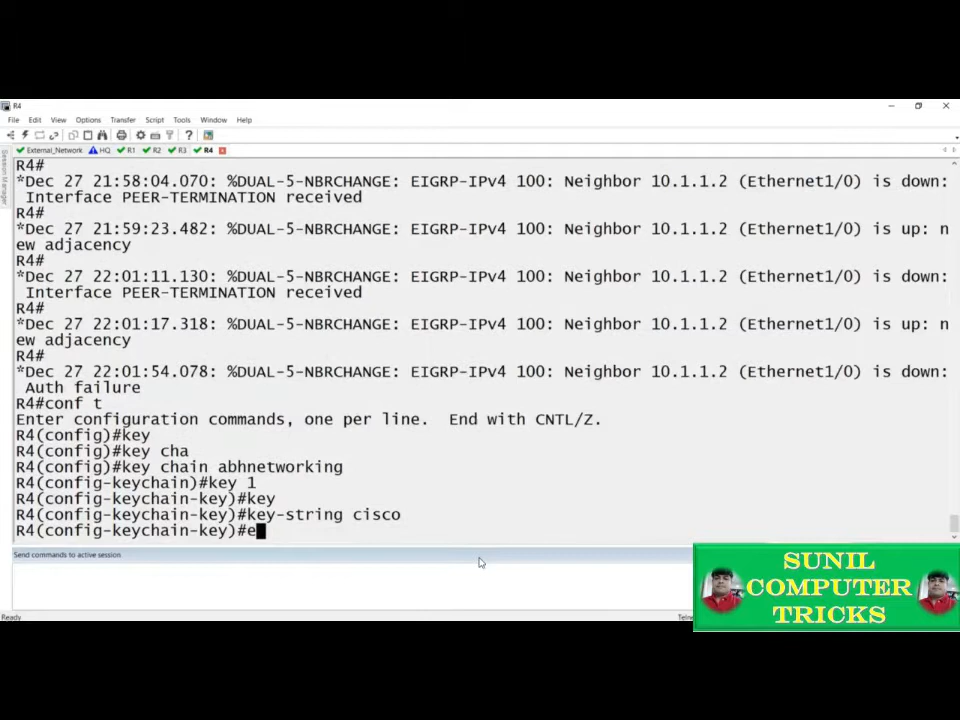 R4
File Edit View Options Transfer Script Tools Window Help
External_Network HQ R1 R2 R3 R4
Session Manager
R4#
*Dec 27 21:58:04.070: %DUAL-5-NBRCHANGE: EIGRP-IPv4 100: Neighbor 10.1.1.2 (Ethernet1/0) is down:
Interface PEER-TERMINATION received
R4#
*Dec 27 21:59:23.482: %DUAL-5-NBRCHANGE: EIGRP-IPv4 100: Neighbor 10.1.1.2 (Ethernet1/0) is up: n
ew adjacency
R4#
*Dec 27 22:01:11.130: %DUAL-5-NBRCHANGE: EIGRP-IPv4 100: Neighbor 10.1.1.2 (Ethernet1/0) is down:
Interface PEER-TERMINATION received
R4#
*Dec 27 22:01:17.318: %DUAL-5-NBRCHANGE: EIGRP-IPv4 100: Neighbor 10.1.1.2 (Ethernet1/0) is up: n
ew adjacency
R4#
*Dec 27 22:01:54.078: %DUAL-5-NBRCHANGE: EIGRP-IPv4 100: Neighbor 10.1.1.2 (Ethernet1/0) is down:
Auth failure
R4#conf t
Enter configuration commands, one per line. End with CNTL/Z.
R4(config)#key
R4(config)#key cha
R4(config)#key chain abhnetworking
R4(config-keychain)#key 1
R4(config-keychain-key)#key
R4(config-keychain-key)#key-string cisco
R4(config-keychain-key)#e
Send commands to active session
SUNIL
COMPUTER
TRICKS
Ready